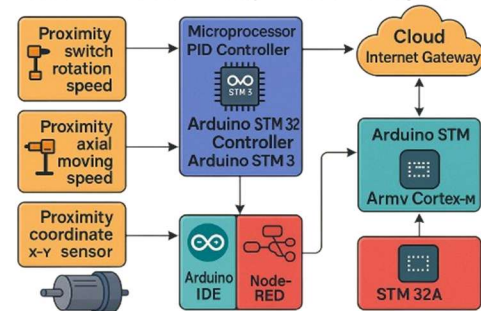 Proximity
switch
rotation
speed
Proximity
axial
moving
speed
Proximity
coordinate
X-Y sensor
Microprocessor
PID Controller
STM 3
Arduino STM 32
Controller
Arduino STM 3
Arduino
IDE
Node-
RED
Cloud
Internet Gateway
Arduino STM
Armv Cortex-M
STM 32A